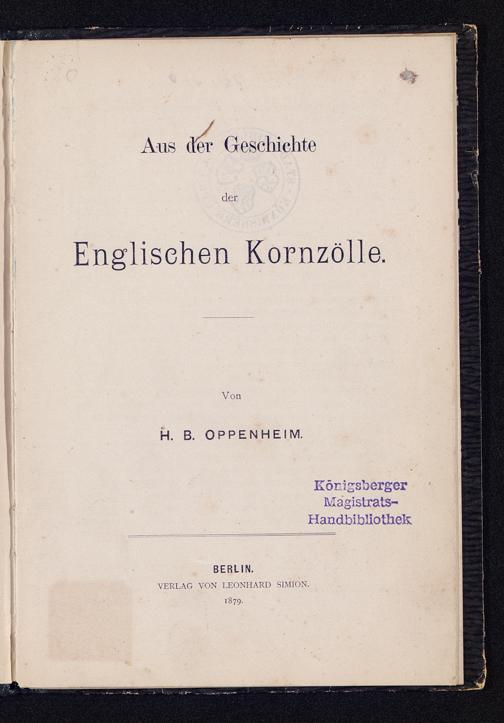 Aus der Geschichte
der
Englischen Kornzölle.
Von
H. B. OPPENHEIM.
Königsberger
Magistrats-
Handbibliothek
BERLIN.
VERLAG VON LEONHARD SIMION.
1879.